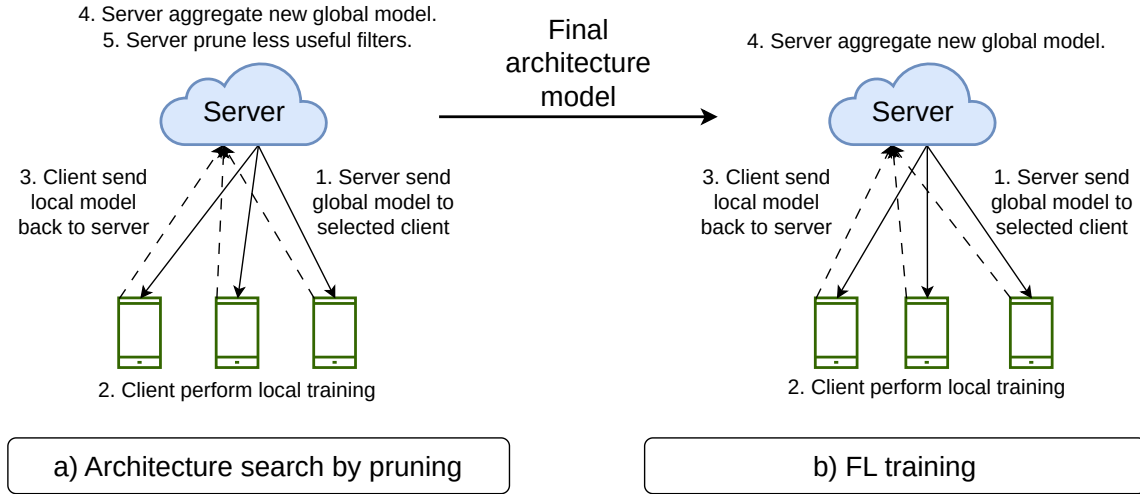 4. Server aggregate new global model.
5. Server prune less useful filters.
Server
3. Client send
local model
back to server
1. Server send
global model to
selected client
2. Client perform local training
a) Architecture search by pruning
Final
architecture
model
4. Server aggregate new global model.
Server
3. Client send
local model
back to server
1. Server send
global model to
selected client
2. Client perform local training
b) FL training